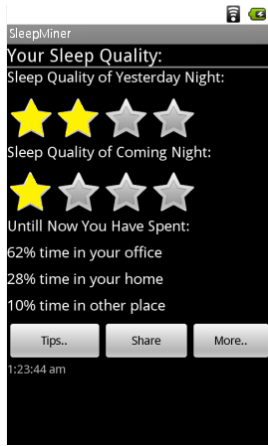 SleepMiner
Your Sleep Quality:
Sleep Quality of Yesterday Night:
Sleep Quality of Coming Night:
Untill Now You Have Spent:
62% time in your office
28% time in your home
10% time in other place
Tips.. Share More..
1:23:44 am